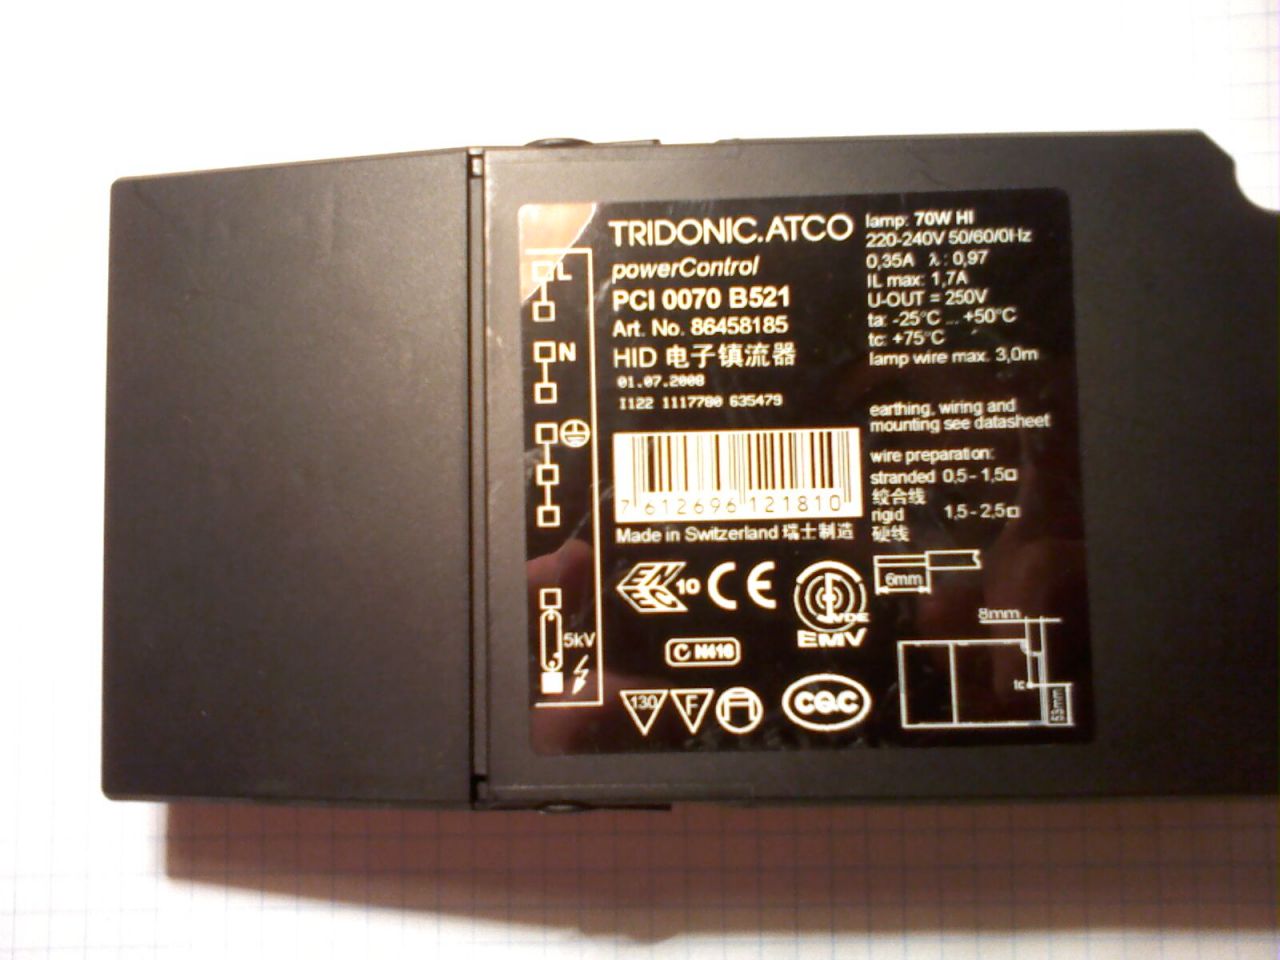 L
N
5kV
TRIDONIC.ATCO
powerControl
PCI 0070 B521
Art. No. 86458185
HID 电子镇流器
01.07.2008
I122 1117780 635479
7 612696 121810
Made in Switzerland 瑞士制造
10
CE
VDE
EMV
N416
130
F
CQC
lamp: 70W HI
220-240V 50/60/0Hz
0,35A λ: 0,97
IL max: 1,7A
U-OUT = 250V
ta: -25°C ... +50°C
tc: +75°C
lamp wire max. 3,0m
earthing, wiring and
mounting see datasheet
wire preparation:
stranded 0,5 - 1,5□
绞合线
rigid 1,5 - 2,5□
硬线
6mm
8mm
tc